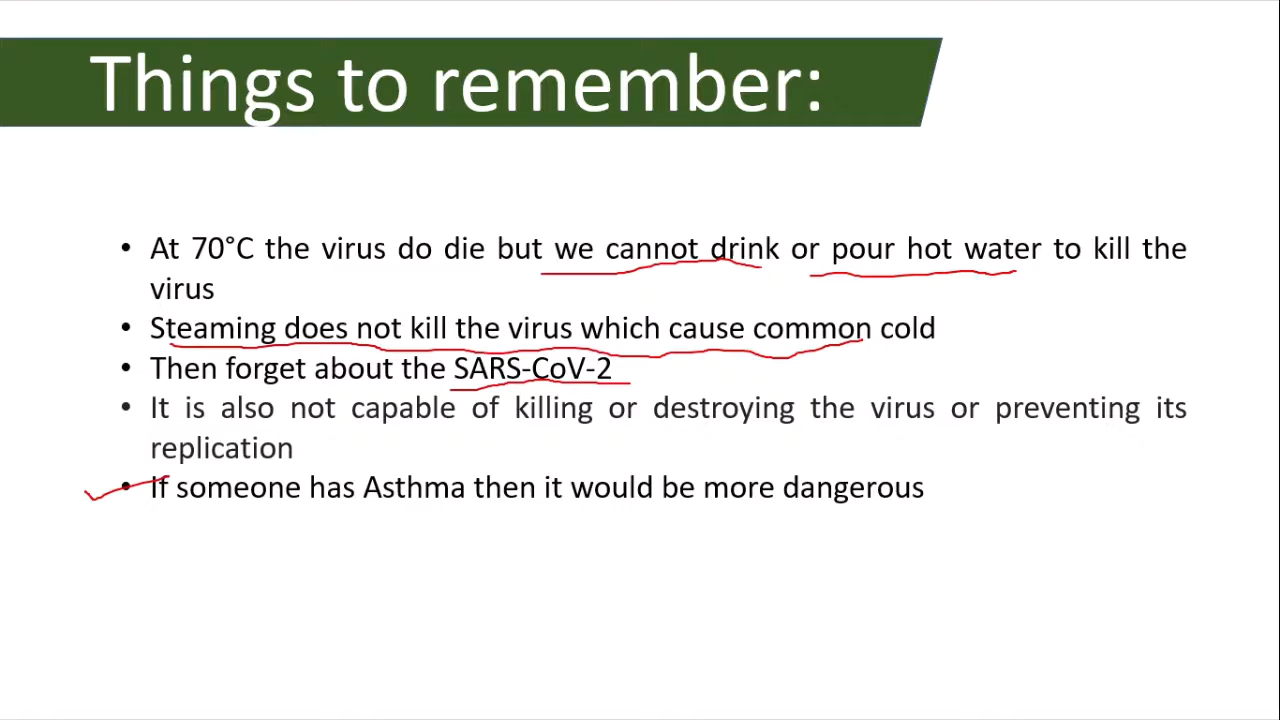 Things to remember:
• At 70°C the virus do die but we cannot drink or pour hot water to kill the
virus
• Steaming does not kill the virus which cause common cold
• Then forget about the SARS-CoV-2
• It is also not capable of killing or destroying the virus or preventing its
replication
• If someone has Asthma then it would be more dangerous